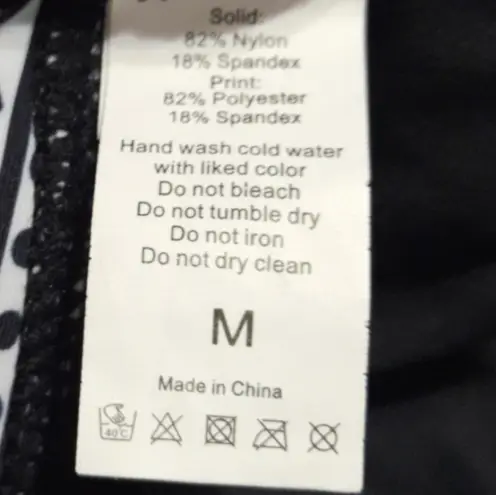 Solid:
82% Nylon
18% Spandex
Print:
82% Polyester
18% Spandex
Hand wash cold water
with liked color
Do not bleach
Do not tumble dry
Do not iron
Do not dry clean
M
Made in China
40°C